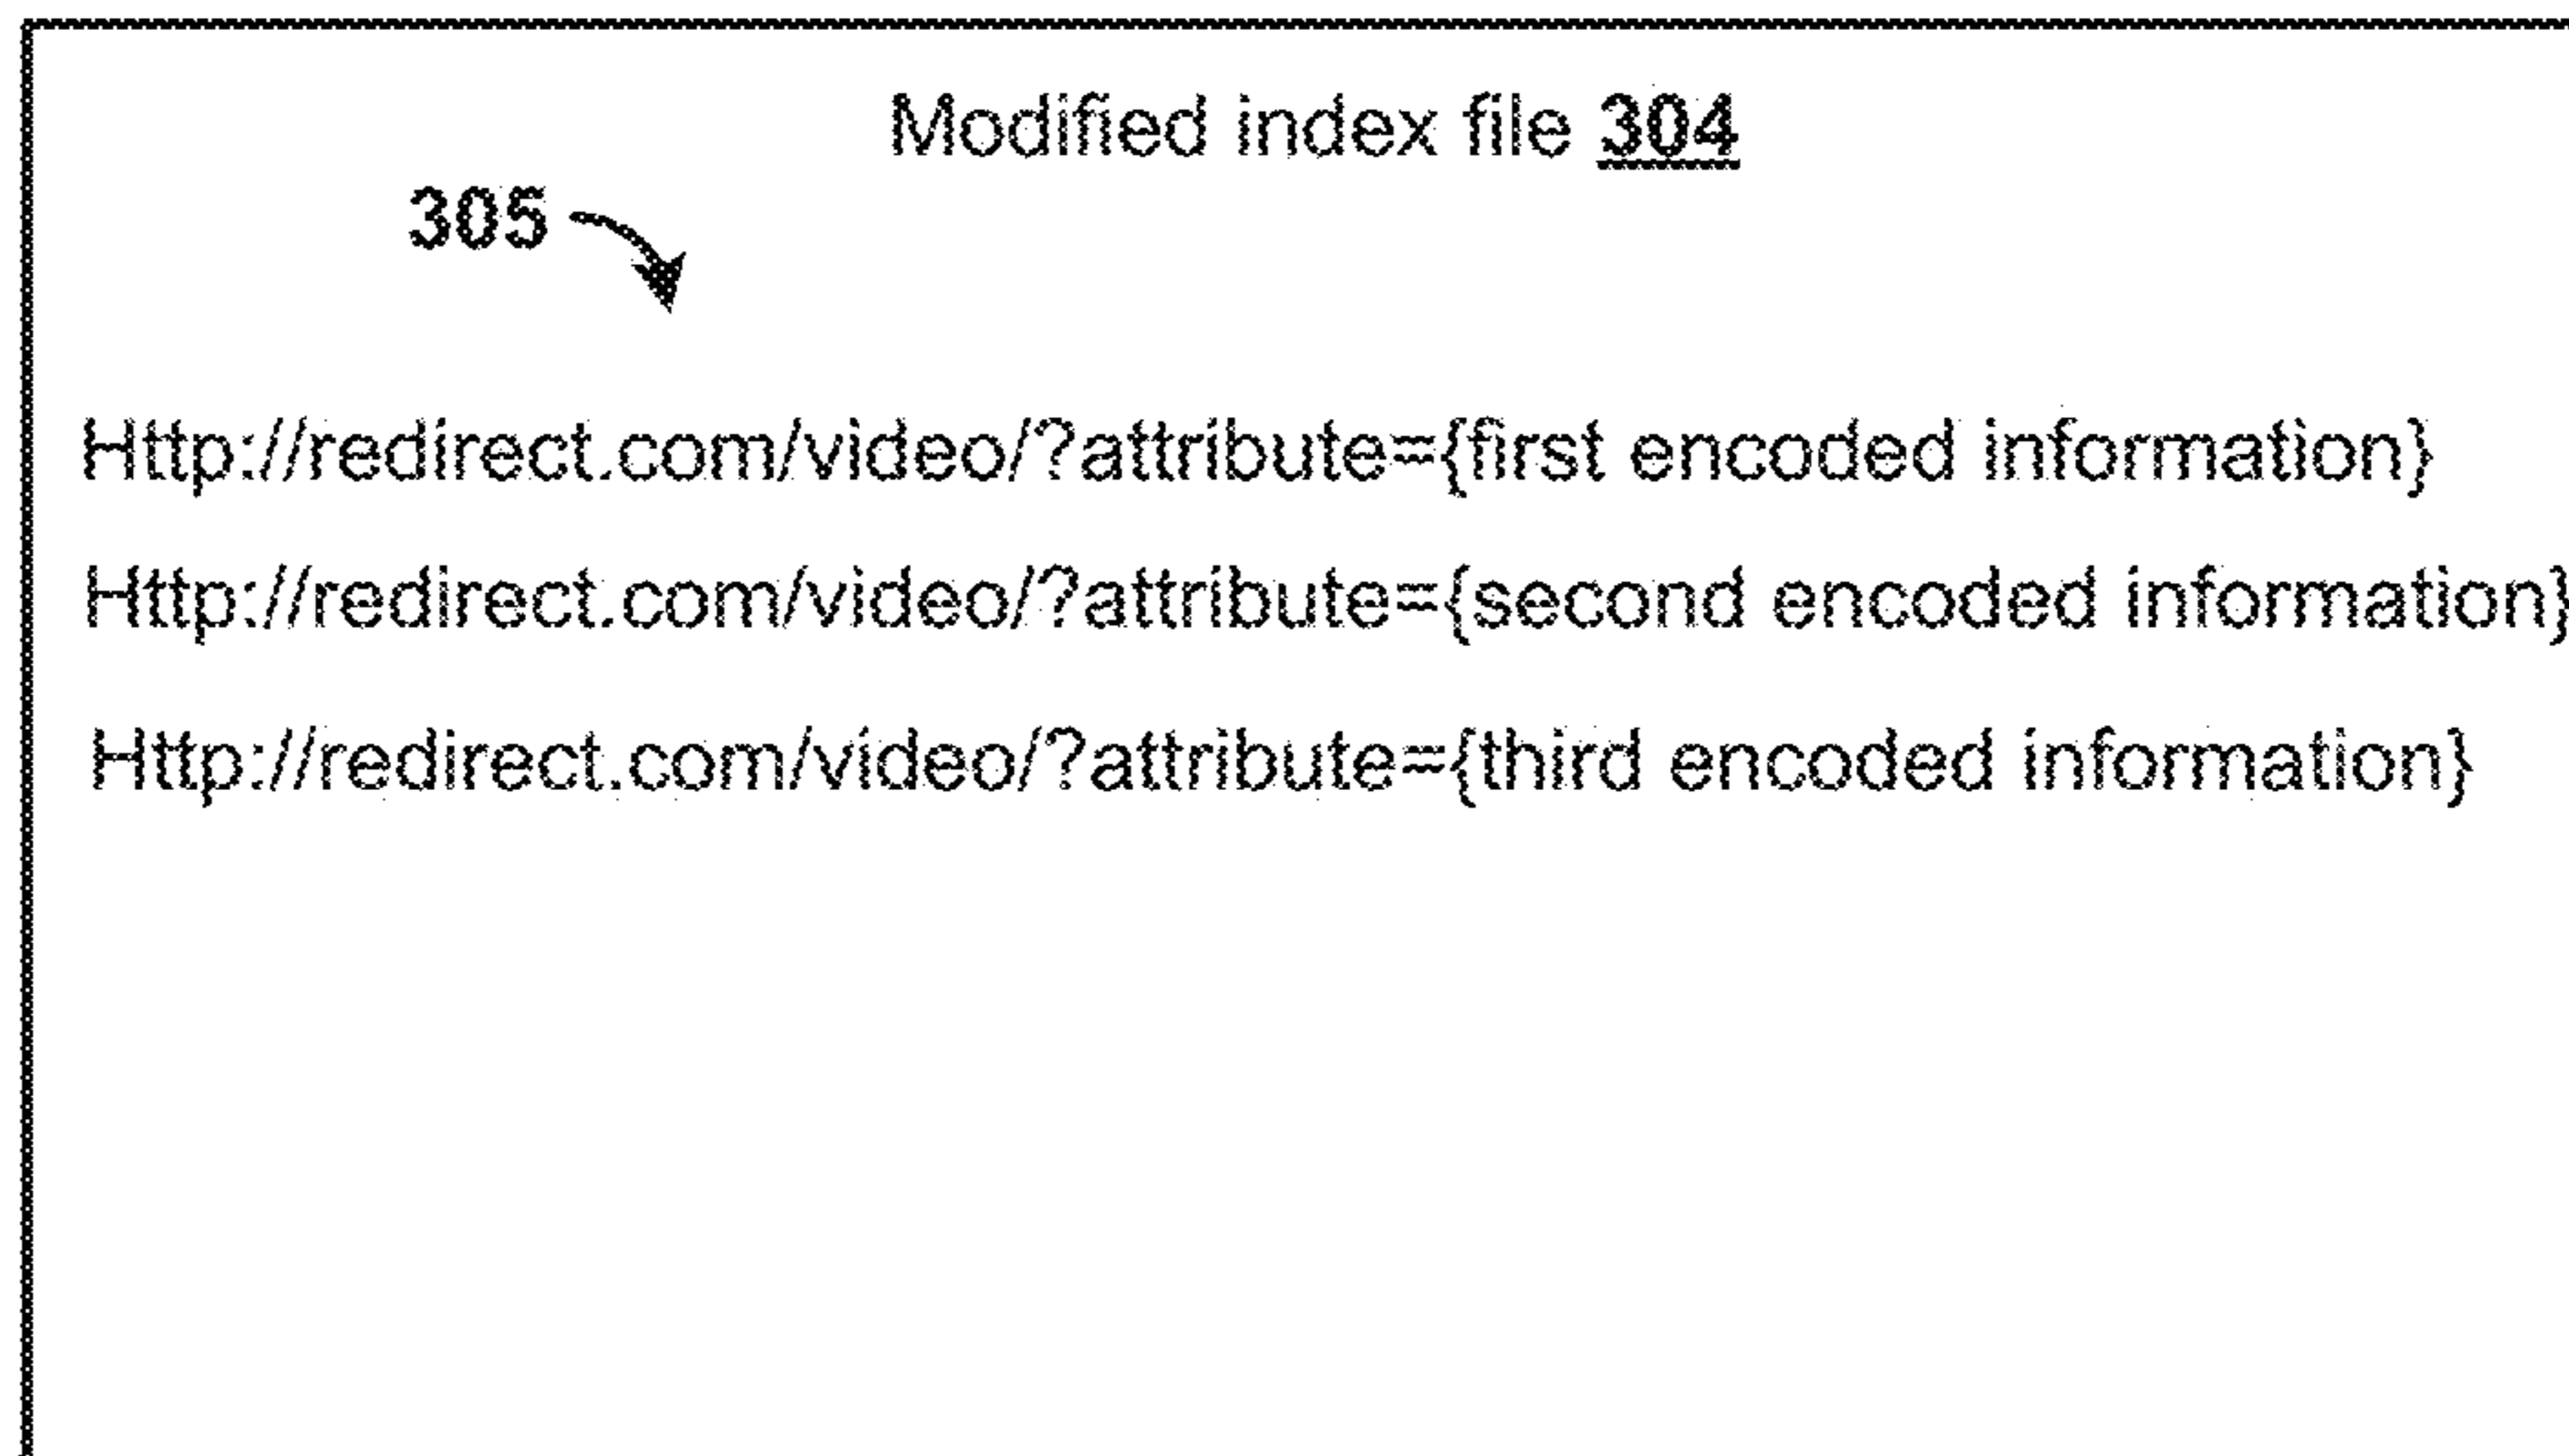 Modified index file 304
305
Http://redirect.com/video/?attribute={first encoded information}
Http://redirect.com/video/?attribute={second encoded information}
Http://redirect.com/video/?attribute={third encoded information}